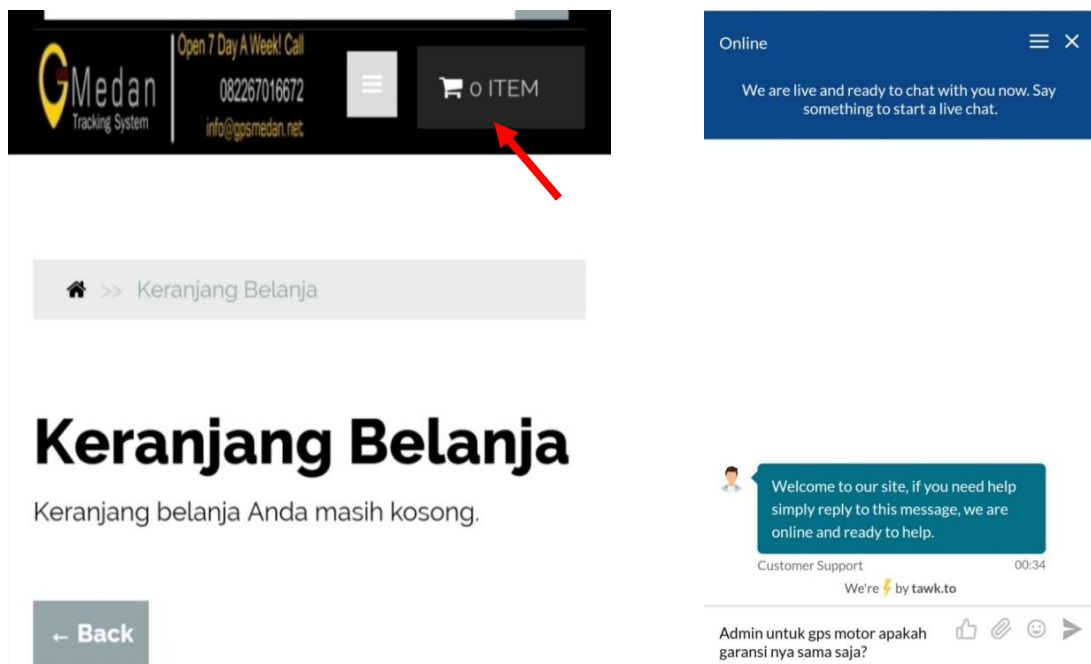 GPS
Medan
Tracking System
Open 7 Day A Week! Call
082267016672
info@gpsmedan.net
0 ITEM
>> Keranjang Belanja
Keranjang Belanja
Keranjang belanja Anda masih kosong.
← Back
Online
We are live and ready to chat with you now. Say
something to start a live chat.
Welcome to our site, if you need help
simply reply to this message, we are
online and ready to help.
Customer Support 00:34
We're ⚡ by tawk.to
Admin untuk gps motor apakah
garansi nya sama saja?